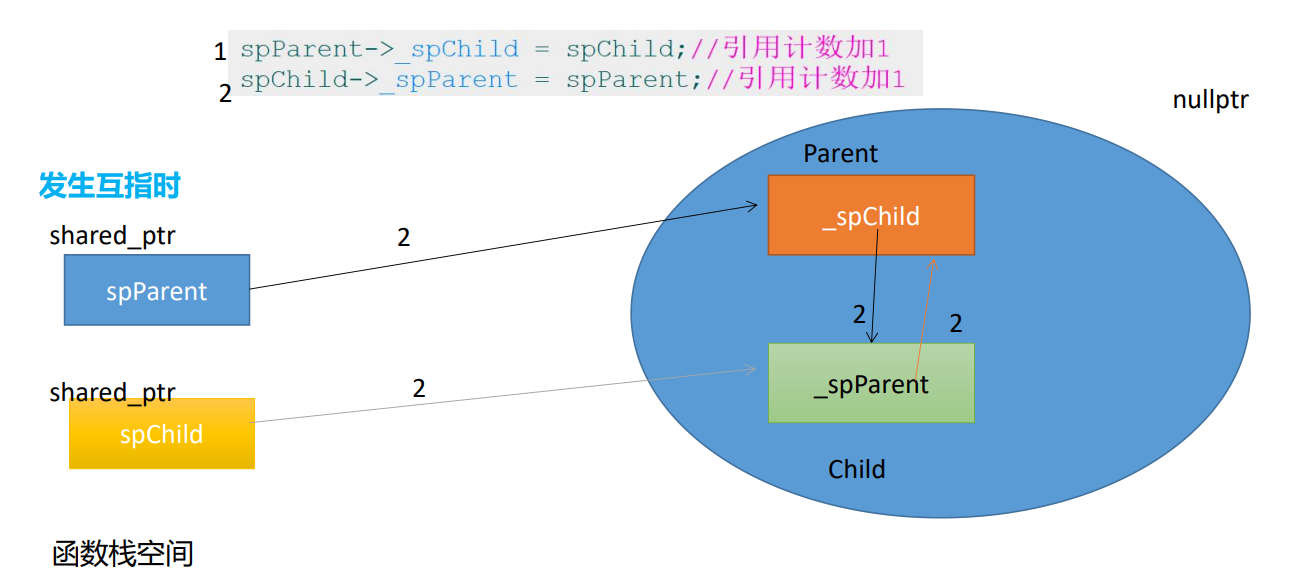 1
spParent->_spChild = spChild;//引用计数加1
2
spChild->_spParent = spParent;//引用计数加1
nullptr
Parent
发生互指时
shared_ptr
2
_spChild
spParent
2
2
shared_ptr
2
_spParent
spChild
Child
函数栈空间